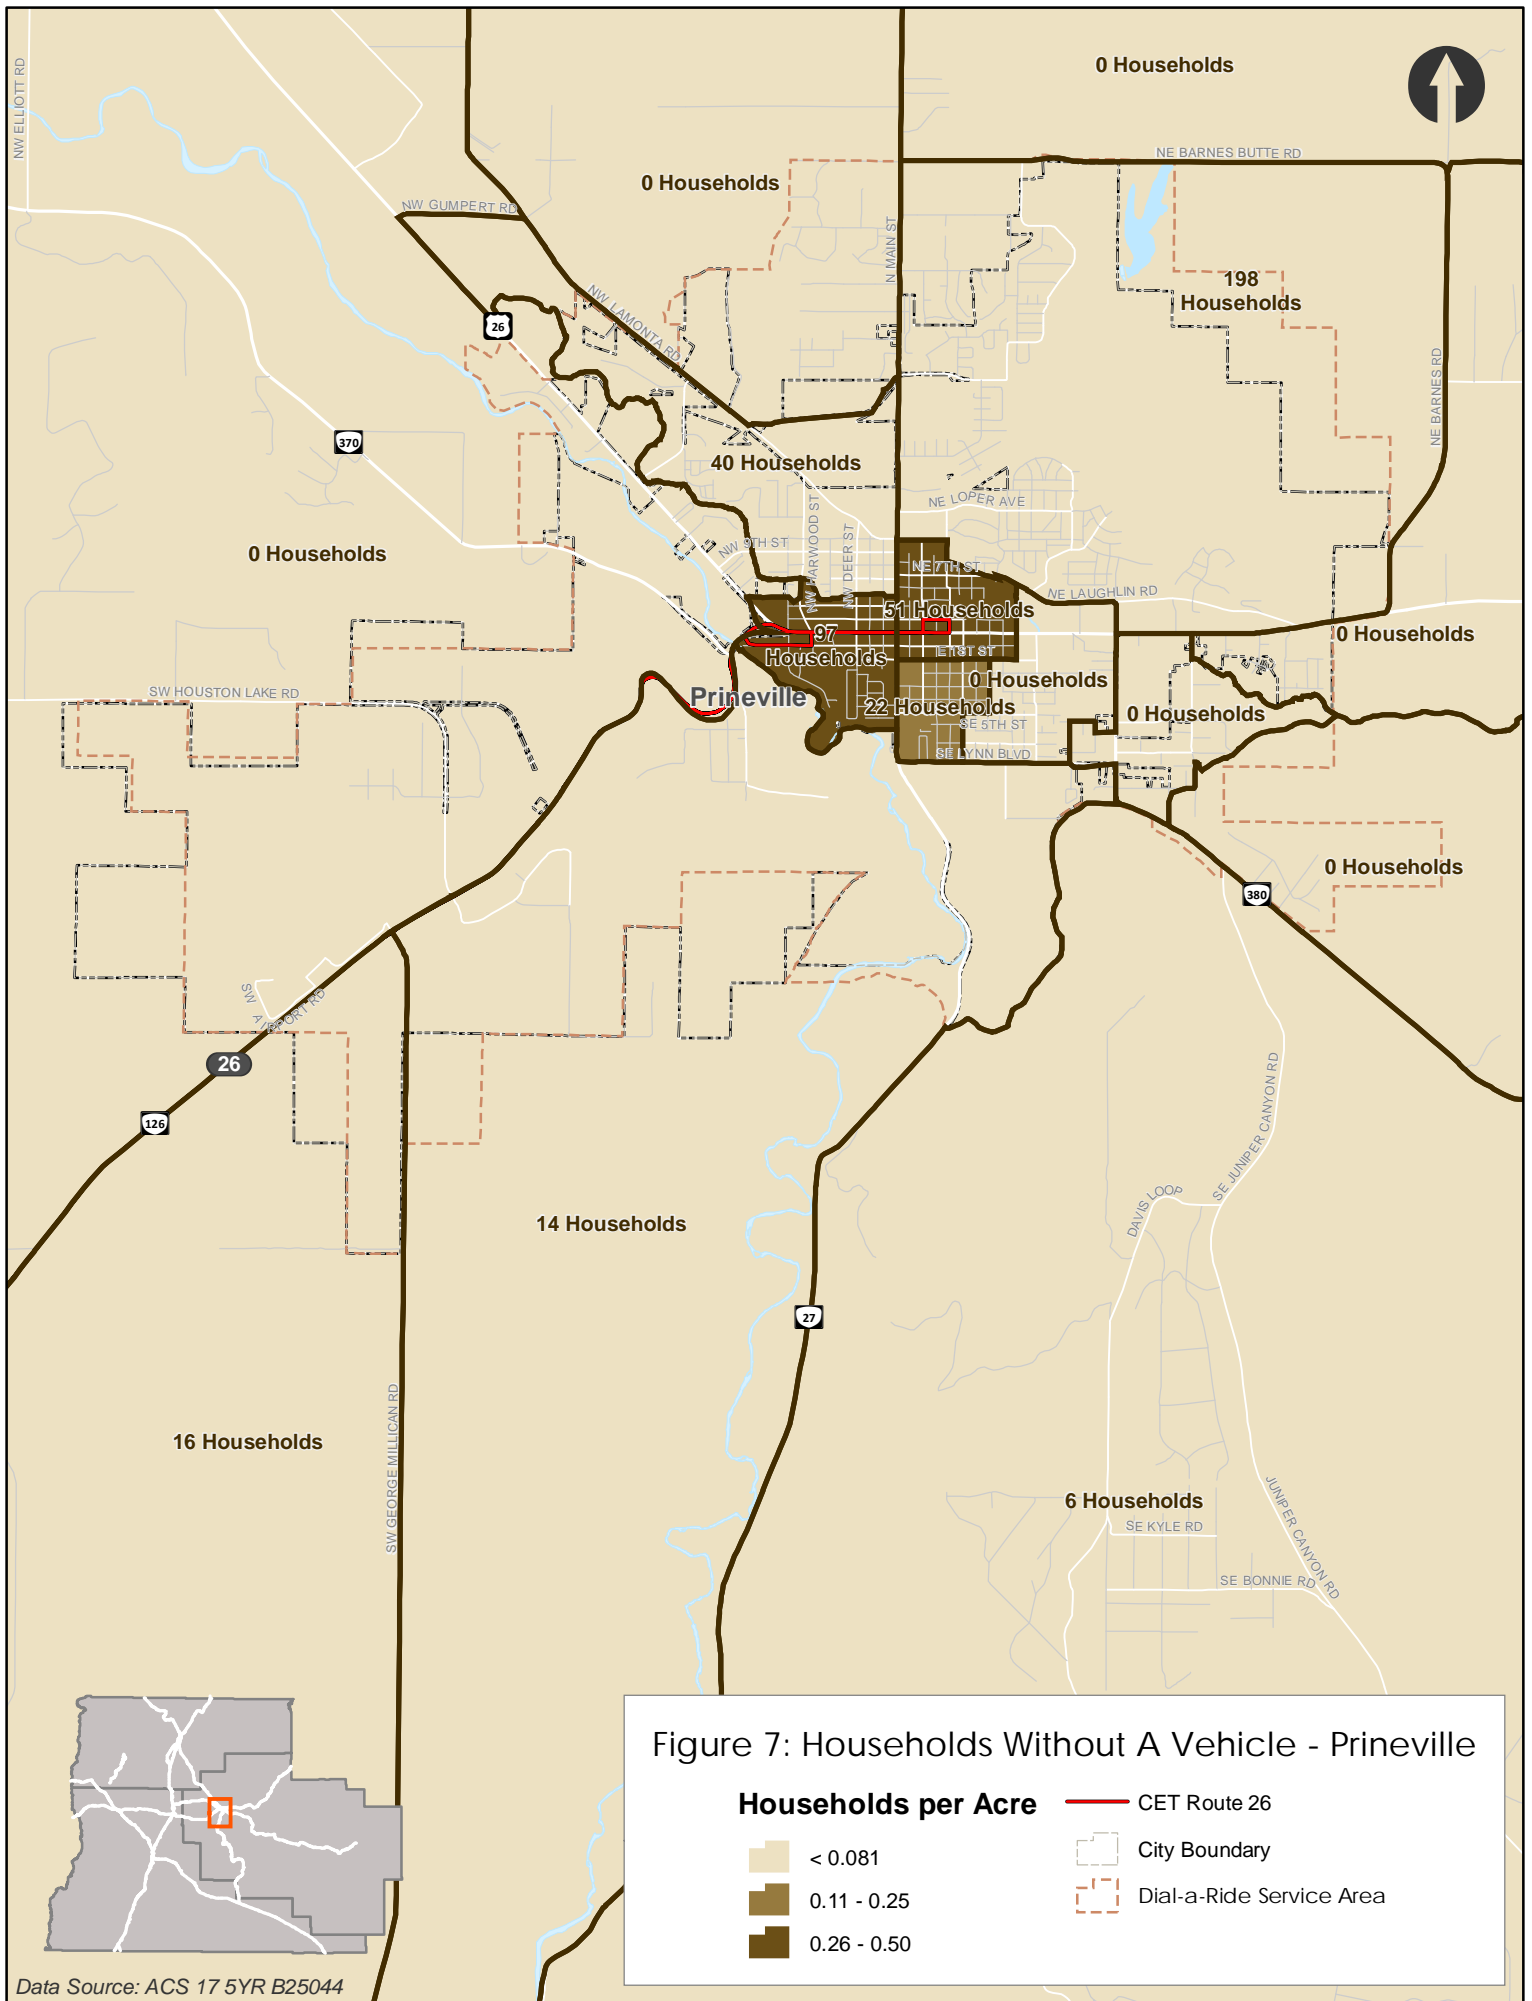 0 Households
NW ELLIOTT RD
NE BARNES BUTTE RD
0 Households
NW GUMPERT RD
N MAIN ST
198
Households
NW LAMONTA RD
26
NE BARNES RD
370
40 Households
NE LOPER AVE
NW HARWOOD ST
NW DEER ST
NW 9TH ST
0 Households
NE 7TH ST
NE LAUGHLIN RD
51 Households
97
Households
0 Households
E 1ST ST
0 Households
SW HOUSTON LAKE RD
Prineville
22 Households
0 Households
SE 5TH ST
SE LYNN BLVD
0 Households
380
SW AIRPORT RD
26
126
SE JUNIPER CANYON RD
DAVIS LOOP
14 Households
27
SW GEORGE MILLICAN RD
16 Households
6 Households
SE KYLE RD
JUNIPER CANYON RD
SE BONNIE RD
Figure 7: Households Without A Vehicle - Prineville
Households per Acre
CET Route 26
City Boundary
Dial-a-Ride Service Area
< 0.081
0.11 - 0.25
0.26 - 0.50
Data Source: ACS 17 5YR B25044